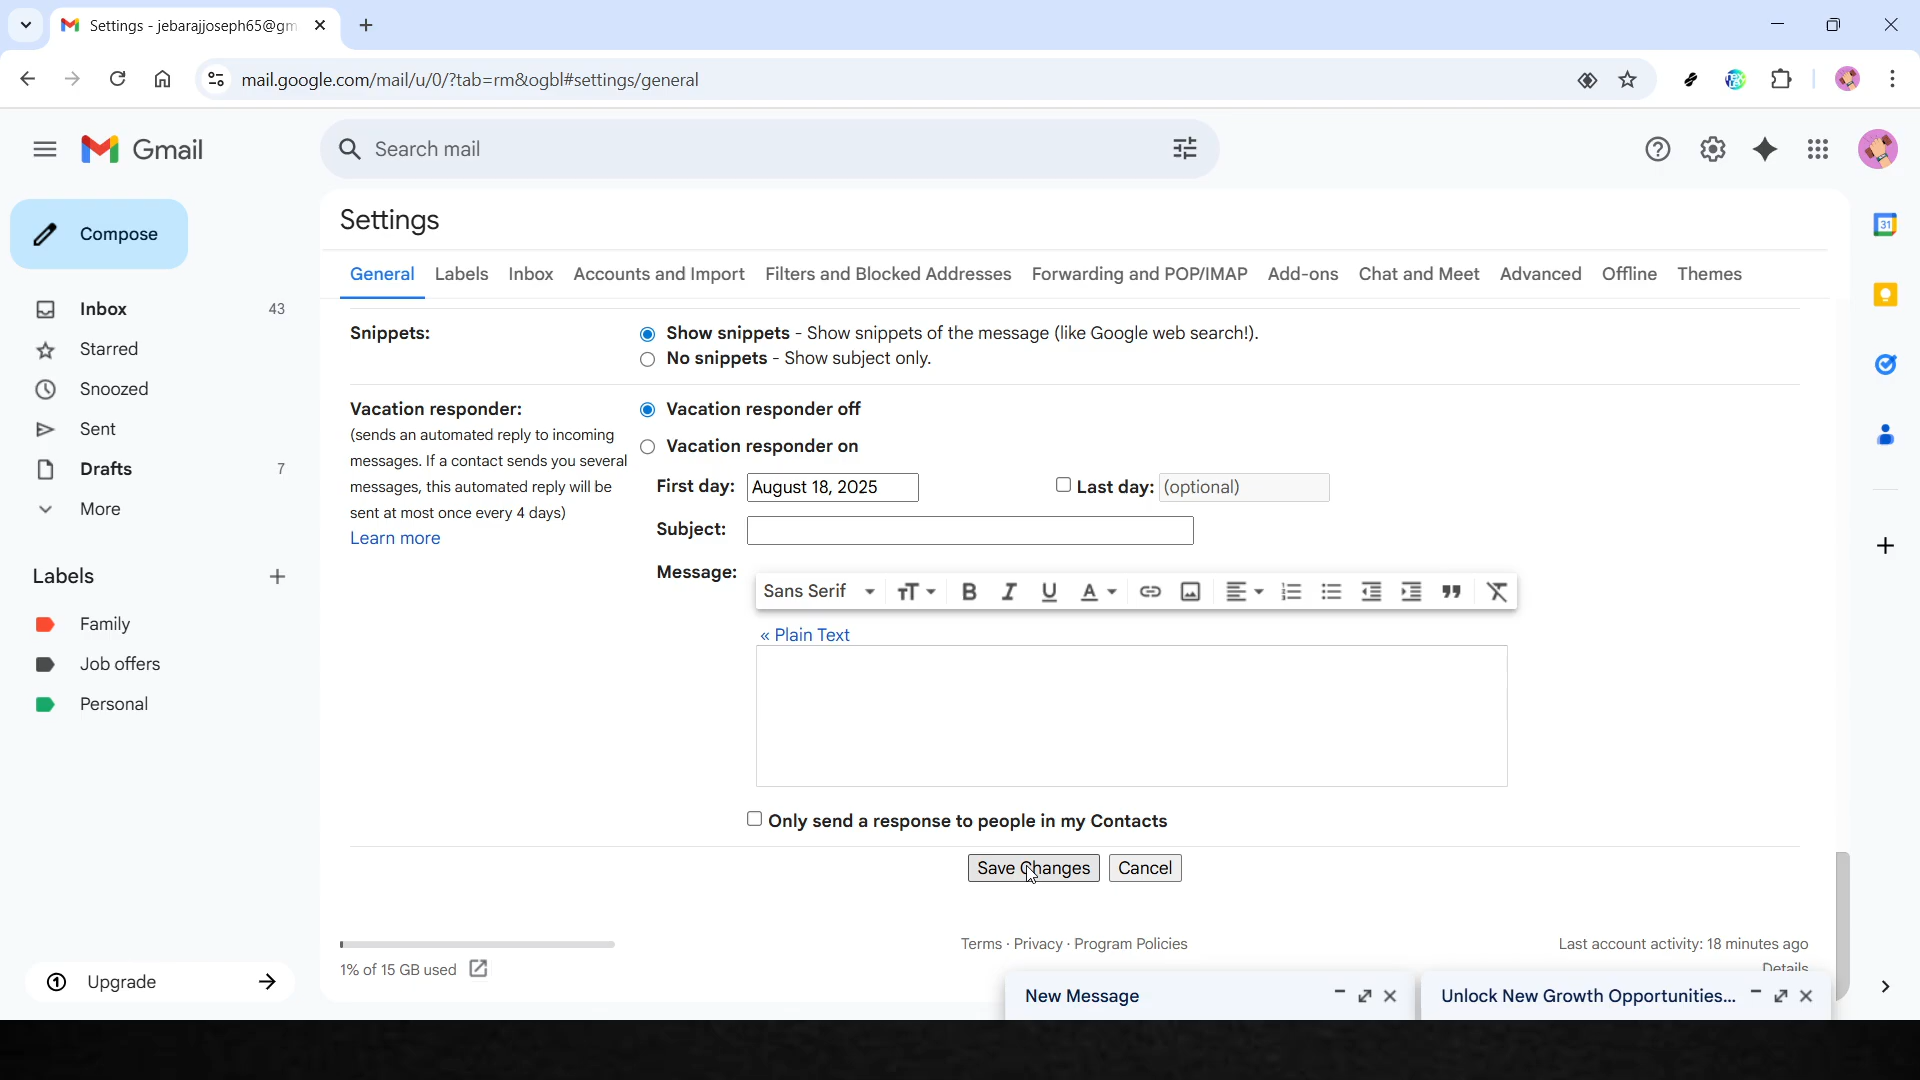 Settings - jebarajjoseph65@gm
mail.google.com/mail/u/0/?tab=rm&ogbl#settings/general
Gmail
Search mail
Compose
Inbox 43
Starred
Snoozed
Sent
Drafts 7
More
Labels
Family
Job offers
Personal
Upgrade
Settings
General Labels Inbox Accounts and Import Filters and Blocked Addresses Forwarding and POP/IMAP Add-ons Chat and Meet Advanced Offline Themes
Snippets:
Show snippets - Show snippets of the message (like Google web search!).
No snippets - Show subject only.
Vacation responder:
(sends an automated reply to incoming
messages. If a contact sends you several
messages, this automated reply will be
sent at most once every 4 days)
Learn more
Vacation responder off
Vacation responder on
First day: August 18, 2025 Last day: (optional)
Subject:
Message:
Sans Serif
« Plain Text
Only send a response to people in my Contacts
Save Changes Cancel
1% of 15 GB used
Terms · Privacy · Program Policies
Last account activity: 18 minutes ago
Details
New Message
Unlock New Growth Opportunities...
31